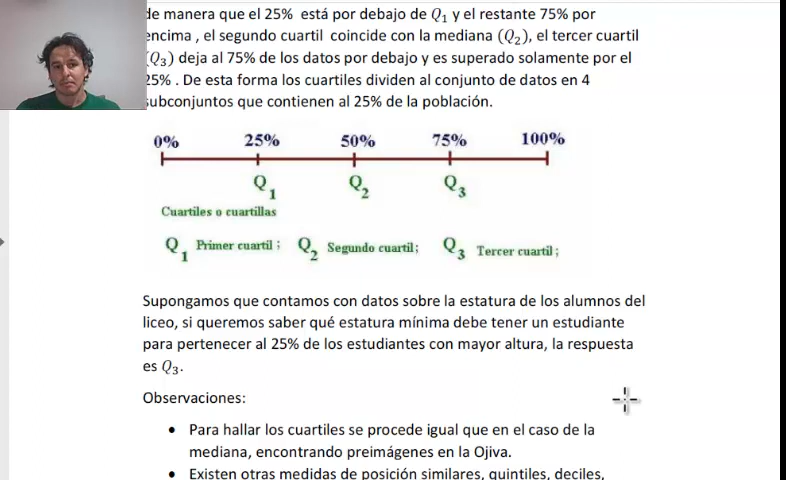 de manera que el 25% está por debajo de Q1 y el restante 75% por
encima , el segundo cuartil coincide con la mediana (Q2), el tercer cuartil
(Q3) deja al 75% de los datos por debajo y es superado solamente por el
25% . De esta forma los cuartiles dividen al conjunto de datos en 4
subconjuntos que contienen al 25% de la población.
0% 25% 50% 75% 100%
Q1 Q2 Q3
Cuartiles o cuartillas
Q1 Primer cuartil ; Q2 Segundo cuartil; Q3 Tercer cuartil;
Supongamos que contamos con datos sobre la estatura de los alumnos del
liceo, si queremos saber qué estatura mínima debe tener un estudiante
para pertenecer al 25% de los estudiantes con mayor altura, la respuesta
es Q3.
Observaciones:
• Para hallar los cuartiles se procede igual que en el caso de la
mediana, encontrando preimágenes en la Ojiva.
• Existen otras medidas de posición similares, quintiles, deciles,